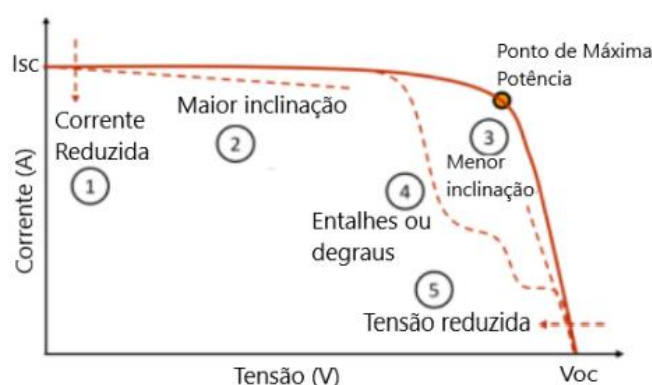 Isc
Ponto de Máxima
Potência
Corrente
Reduzida
1
Maior inclinação
2
3
Menor
inclinação
4
Entalhes ou
degraus
5
Tensão reduzida
Corrente (A)
Tensão (V)
Voc